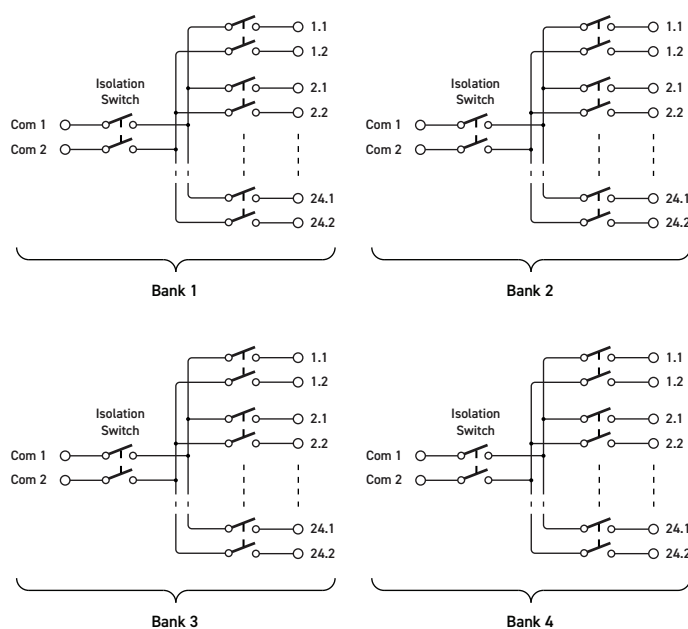 1.1
1.2
Isolation
Switch
2.1
2.2
Com 1
Com 2
24.1
24.2
Bank 1
1.1
1.2
Isolation
Switch
2.1
2.2
Com 1
Com 2
24.1
24.2
Bank 2
1.1
1.2
Isolation
Switch
2.1
2.2
Com 1
Com 2
24.1
24.2
Bank 3
1.1
1.2
Isolation
Switch
2.1
2.2
Com 1
Com 2
24.1
24.2
Bank 4